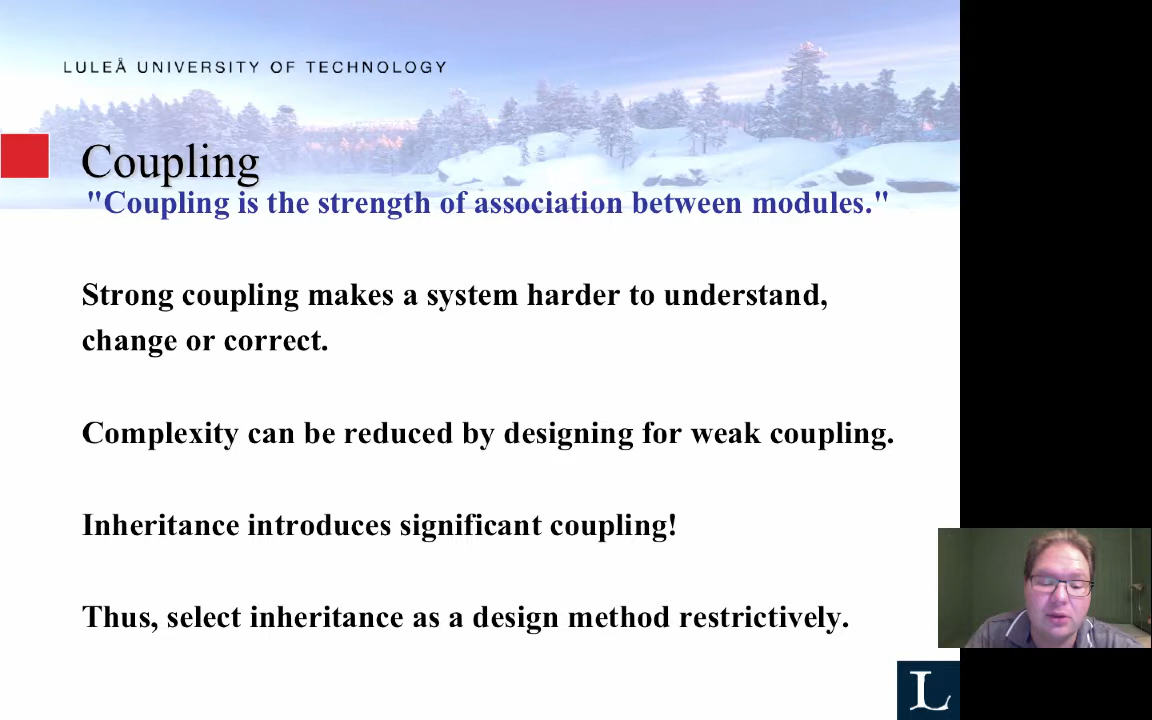 LULEÅ UNIVERSITY OF TECHNOLOGY
Coupling
"Coupling is the strength of association between modules."
Strong coupling makes a system harder to understand,
change or correct.
Complexity can be reduced by designing for weak coupling.
Inheritance introduces significant coupling!
Thus, select inheritance as a design method restrictively.
L